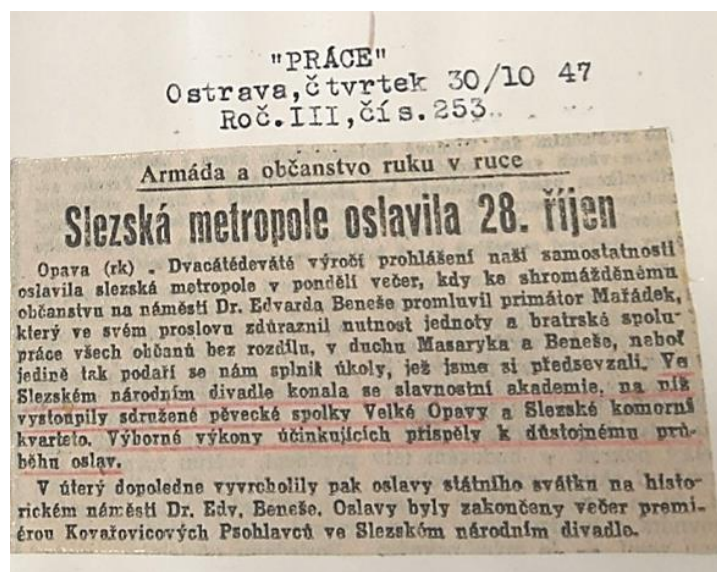 "PRÁCE"
Ostrava,čtvrtek 30/10 47
Roč.III,čís.253.
Armáda a občanstvo ruku v ruce
Slezská metropole oslavila 28. říjen
Opava (rk) . Dvacátédeváté výročí prohlášení naší samostatnosti
oslavila slezská metropole v pondělí večer, kdy ke shromážděnému
občanstvu na náměstí Dr. Edvarda Beneše promluvil primátor Mařádek,
který ve svém proslovu zdůraznil nutnost jednoty a bratrské spolu-
práce všech občanů bez rozdílu, v duchu Masaryka a Beneše, neboť
jedině tak podaří se nám splnit úkoly, jež jsme si předsevzali. Ve
Slezském národním divadle konala se slavnostní akademie, na níž
vystoupily sdružené pěvecké spolky Velké Opavy a Slezské komorní
kvarteto. Výborné výkony účinkujících přispěly k důstojnému prů-
běhu oslav.
V úterý dopoledne vyvrcholily pak oslavy státního svátku na histo-
rickém náměstí Dr. Edv. Beneše. Oslavy byly zakončeny večer premi-
érou Kovařovicových Psohlavců ve Slezském národním divadle.